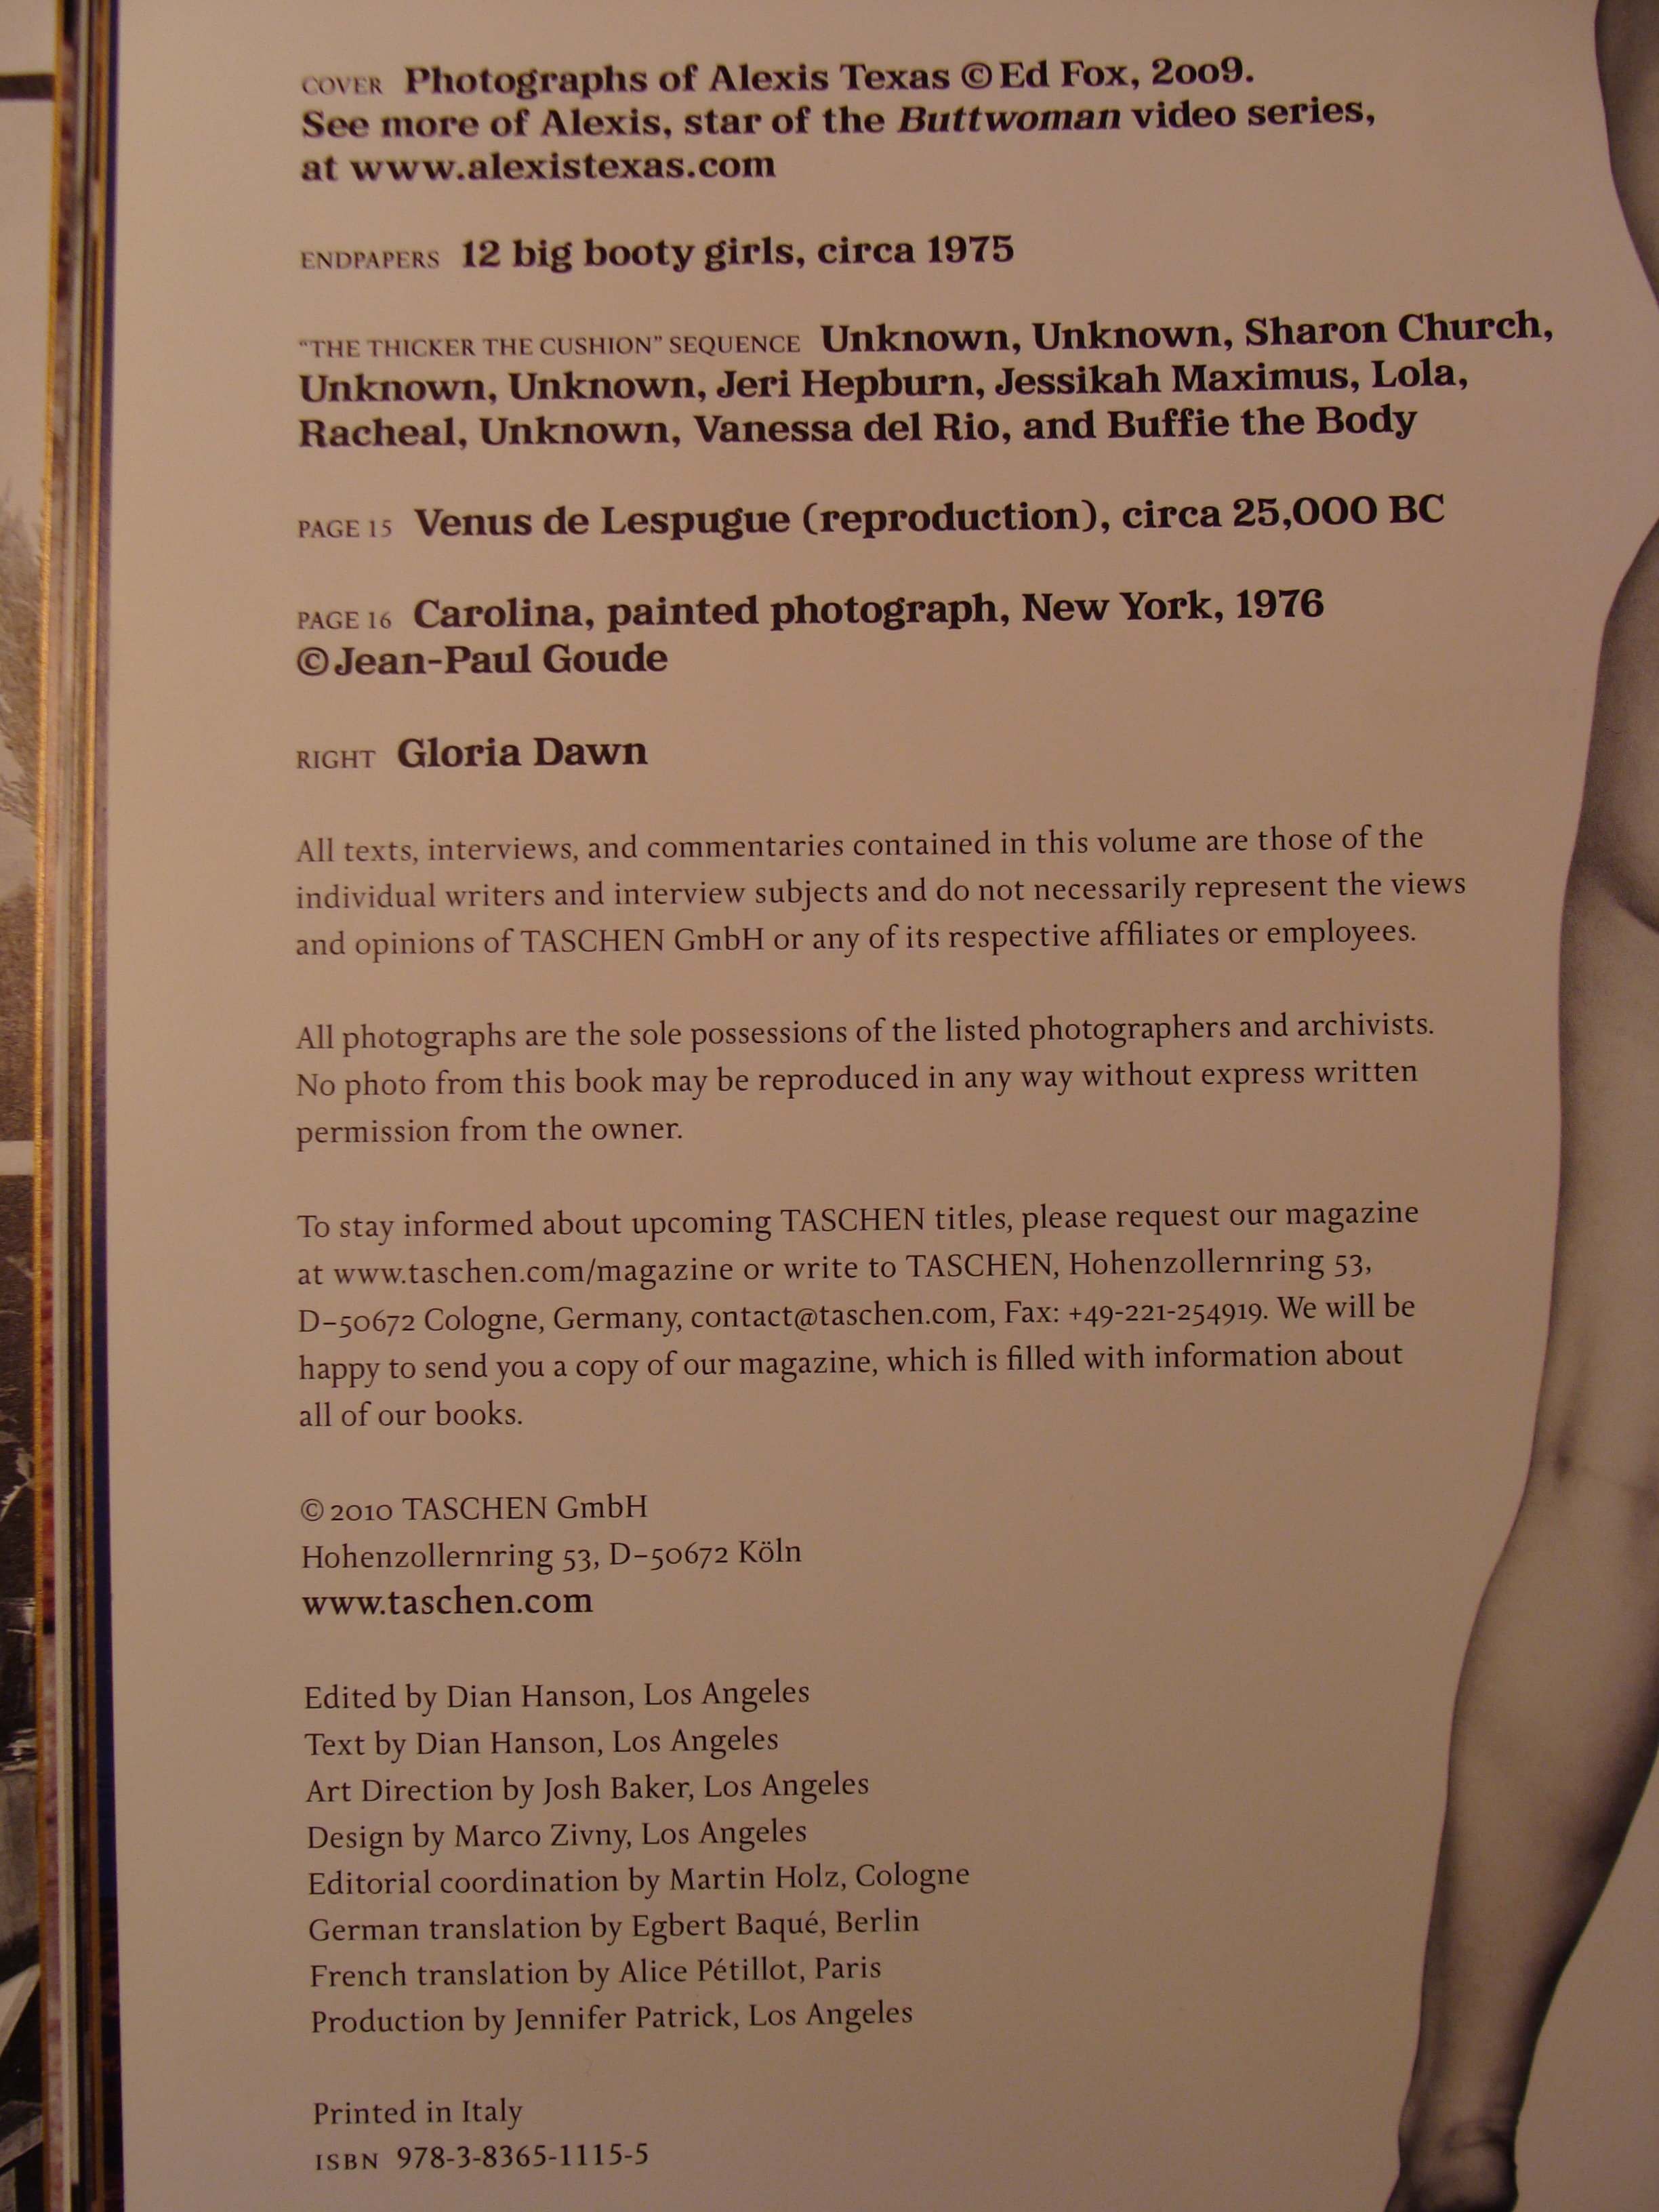 COVER Photographs of Alexis Texas © Ed Fox, 2009.
See more of Alexis, star of the Buttwoman video series,
at www.alexistexas.com
ENDPAPERS 12 big booty girls, circa 1975
"THE THICKER THE CUSHION" SEQUENCE Unknown, Unknown, Sharon Church,
Unknown, Unknown, Jeri Hepburn, Jessikah Maximus, Lola,
Racheal, Unknown, Vanessa del Rio, and Buffie the Body
PAGE 15 Venus de Lespugue (reproduction), circa 25,000 BC
PAGE 16 Carolina, painted photograph, New York, 1976
© Jean-Paul Goude
RIGHT Gloria Dawn
All texts, interviews, and commentaries contained in this volume are those of the
individual writers and interview subjects and do not necessarily represent the views
and opinions of TASCHEN GmbH or any of its respective affiliates or employees.
All photographs are the sole possessions of the listed photographers and archivists.
No photo from this book may be reproduced in any way without express written
permission from the owner.
To stay informed about upcoming TASCHEN titles, please request our magazine
at www.taschen.com/magazine or write to TASCHEN, Hohenzollernring 53,
D–50672 Cologne, Germany, contact@taschen.com, Fax: +49-221-254919. We will be
happy to send you a copy of our magazine, which is filled with information about
all of our books.
© 2010 TASCHEN GmbH
Hohenzollernring 53, D–50672 Köln
www.taschen.com
Edited by Dian Hanson, Los Angeles
Text by Dian Hanson, Los Angeles
Art Direction by Josh Baker, Los Angeles
Design by Marco Zivny, Los Angeles
Editorial coordination by Martin Holz, Cologne
German translation by Egbert Baqué, Berlin
French translation by Alice Pétillot, Paris
Production by Jennifer Patrick, Los Angeles
Printed in Italy
ISBN 978-3-8365-1115-5